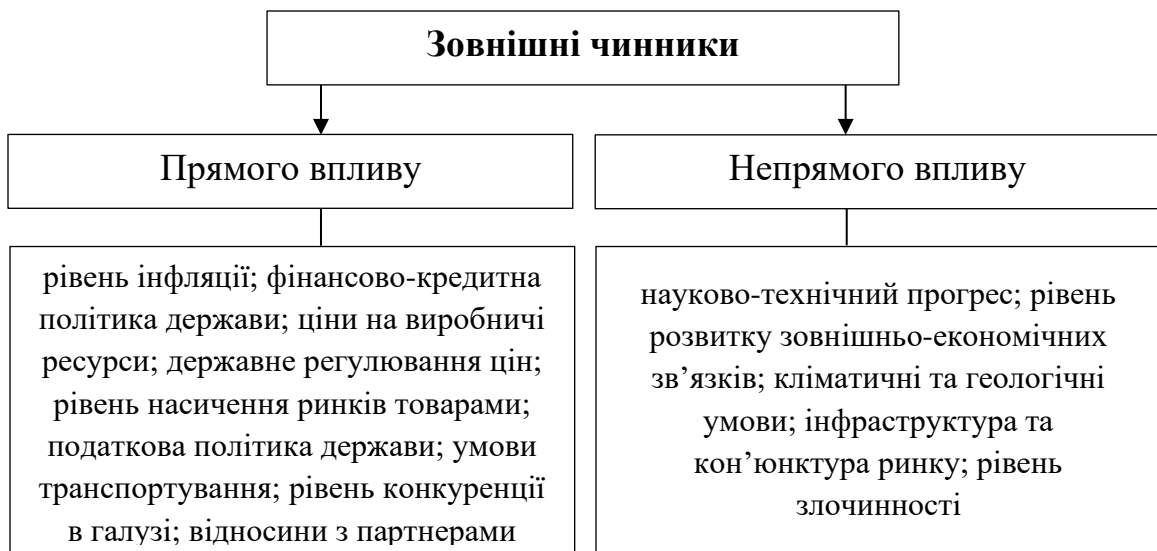 Зовнішні чинники
Прямого впливу
Непрямого впливу
рівень інфляції; фінансово-кредитна
політика держави; ціни на виробничі
ресурси; державне регулювання цін;
рівень насичення ринків товарами;
податкова політика держави; умови
транспортування; рівень конкуренції
в галузі; відносини з партнерами
науково-технічний прогрес; рівень
розвитку зовнішньо-економічних
зв’язків; кліматичні та геологічні
умови; інфраструктура та
кон’юнктура ринку; рівень
злочинності